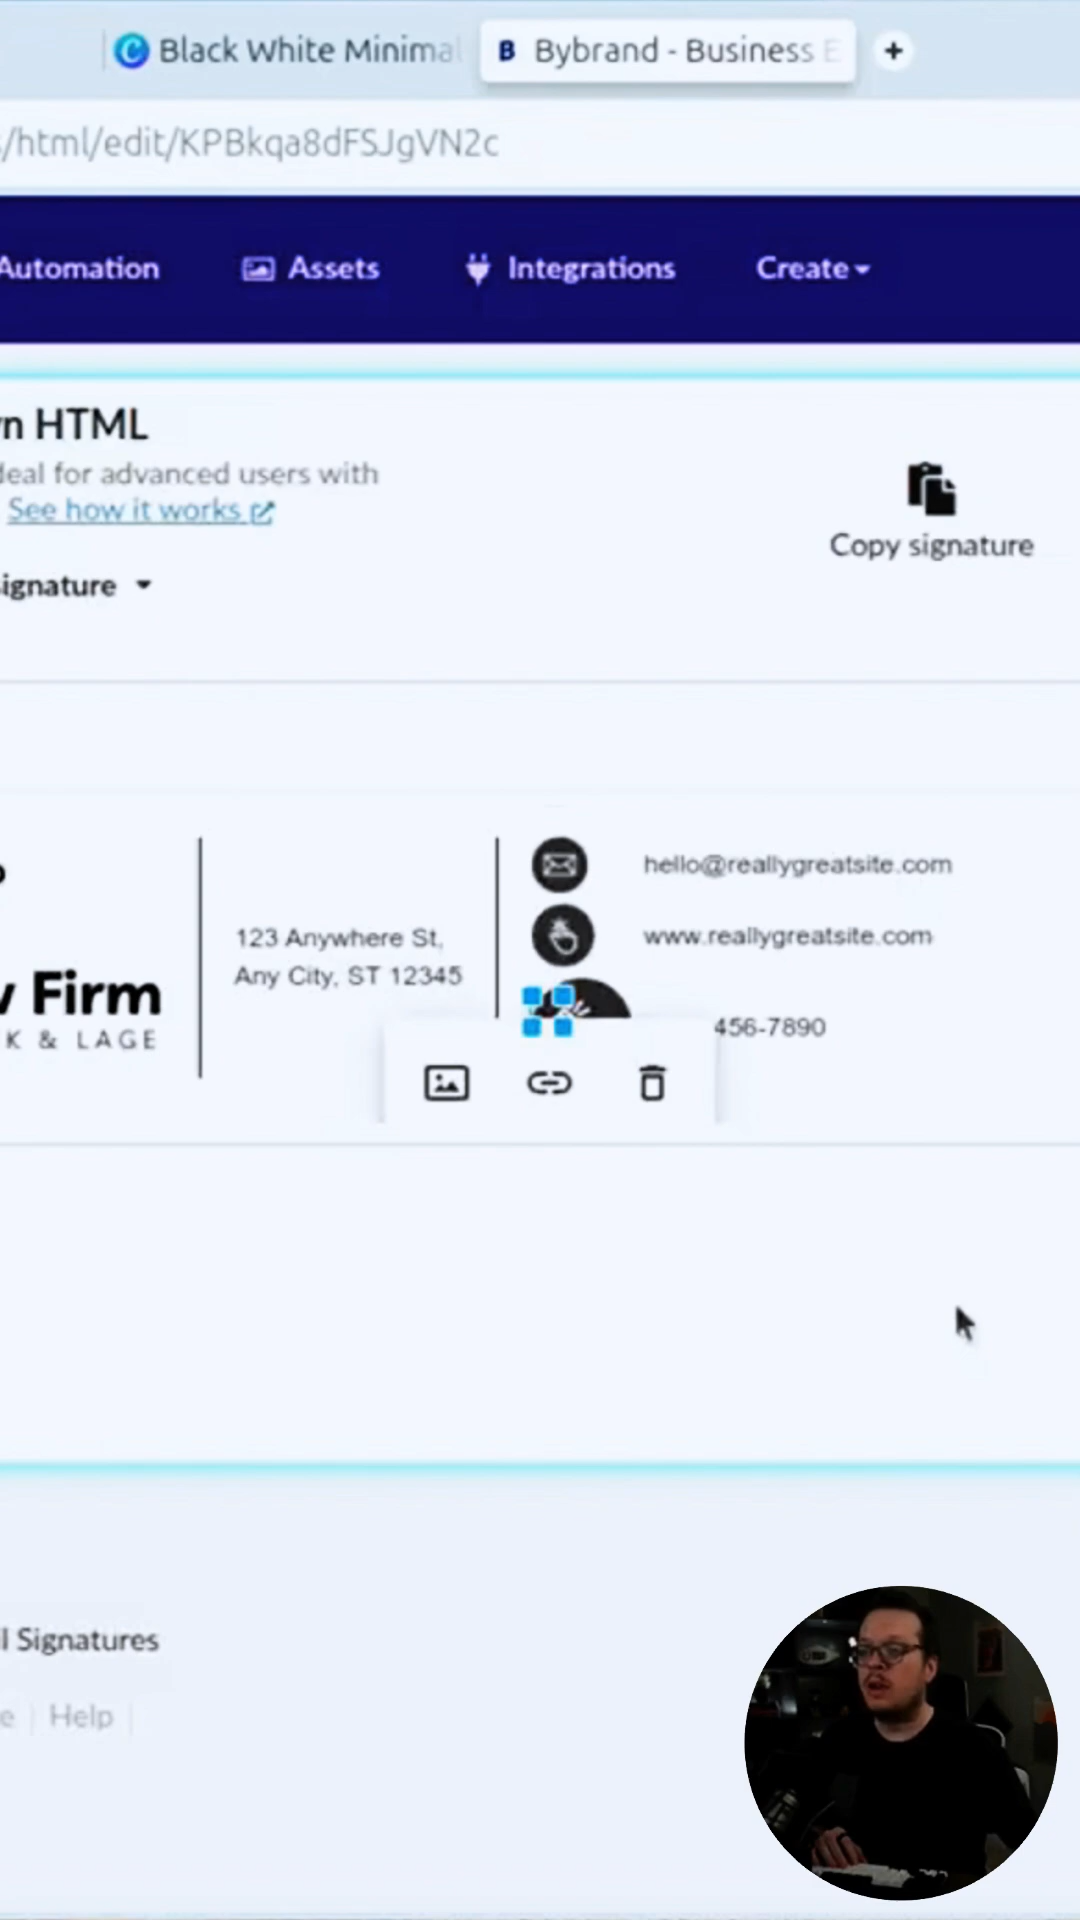 Black White Minimal
B Bybrand - Business E
/html/edit/KPBkqa8dFSJgVN2c
Automation
Assets
Integrations
Create
n HTML
deal for advanced users with
See how it works
Copy signature
ignature
hello@reallygreatsite.com
123 Anywhere St,
www.reallygreatsite.com
Any City, ST 12345
Firm
456-7890
K & LAGE
l Signatures
e
Help